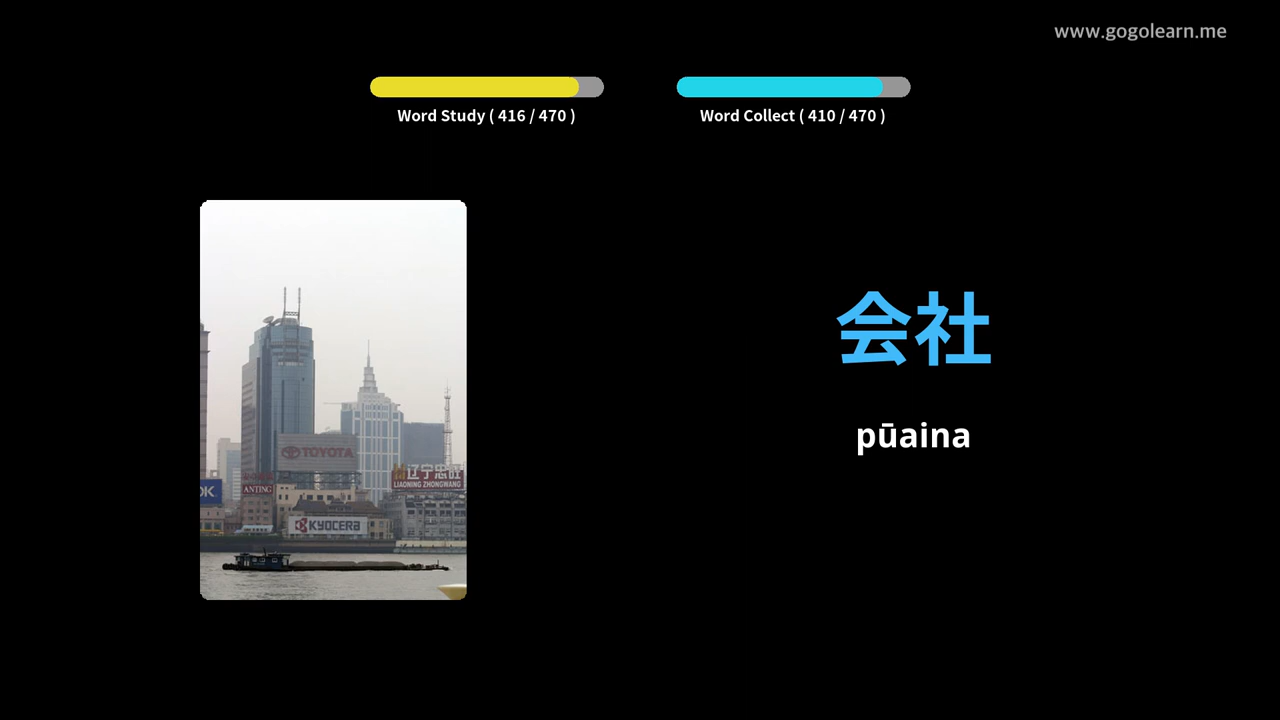 www.gogolearn.me
Word Study ( 416 / 470 )
Word Collect ( 410 / 470 )
会社
pūaina
TOYOTA
辽宁忠旺
LIAONING ZHONGWANG
OK
ANTING
KYOCERA